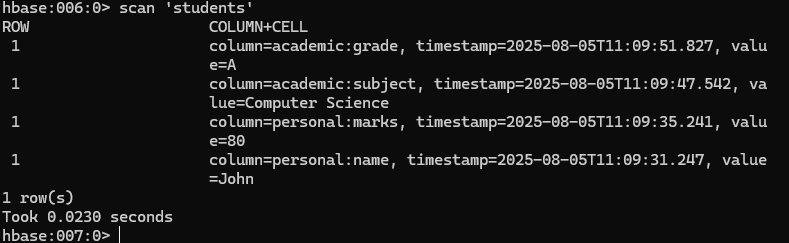 hbase:006:0> scan 'students'
ROW                    COLUMN+CELL
 1                     column=academic:grade, timestamp=2025-08-05T11:09:51.827, valu
                       e=A
 1                     column=academic:subject, timestamp=2025-08-05T11:09:47.542, va
                       lue=Computer Science
 1                     column=personal:marks, timestamp=2025-08-05T11:09:35.241, valu
                       e=80
 1                     column=personal:name, timestamp=2025-08-05T11:09:31.247, value
                       =John
1 row(s)
Took 0.0230 seconds
hbase:007:0>